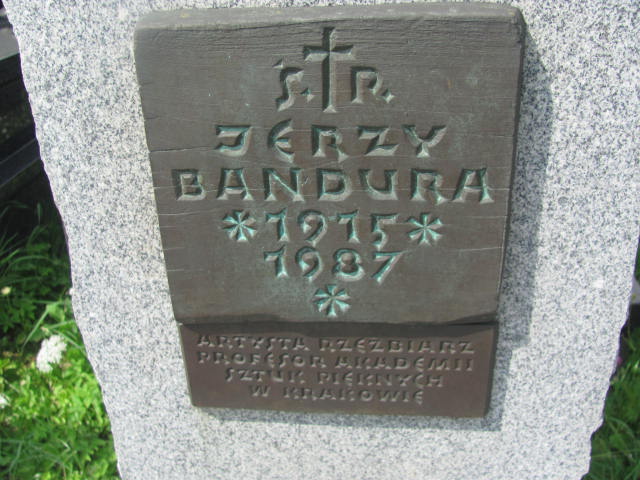 Ś. P.
JERZY
BANDURA
*1915*
1987
*
ARTYSTA RZEŹBIARZ
PROFESOR AKADEMII
SZTUK PIĘKNYCH
W KRAKOWIE